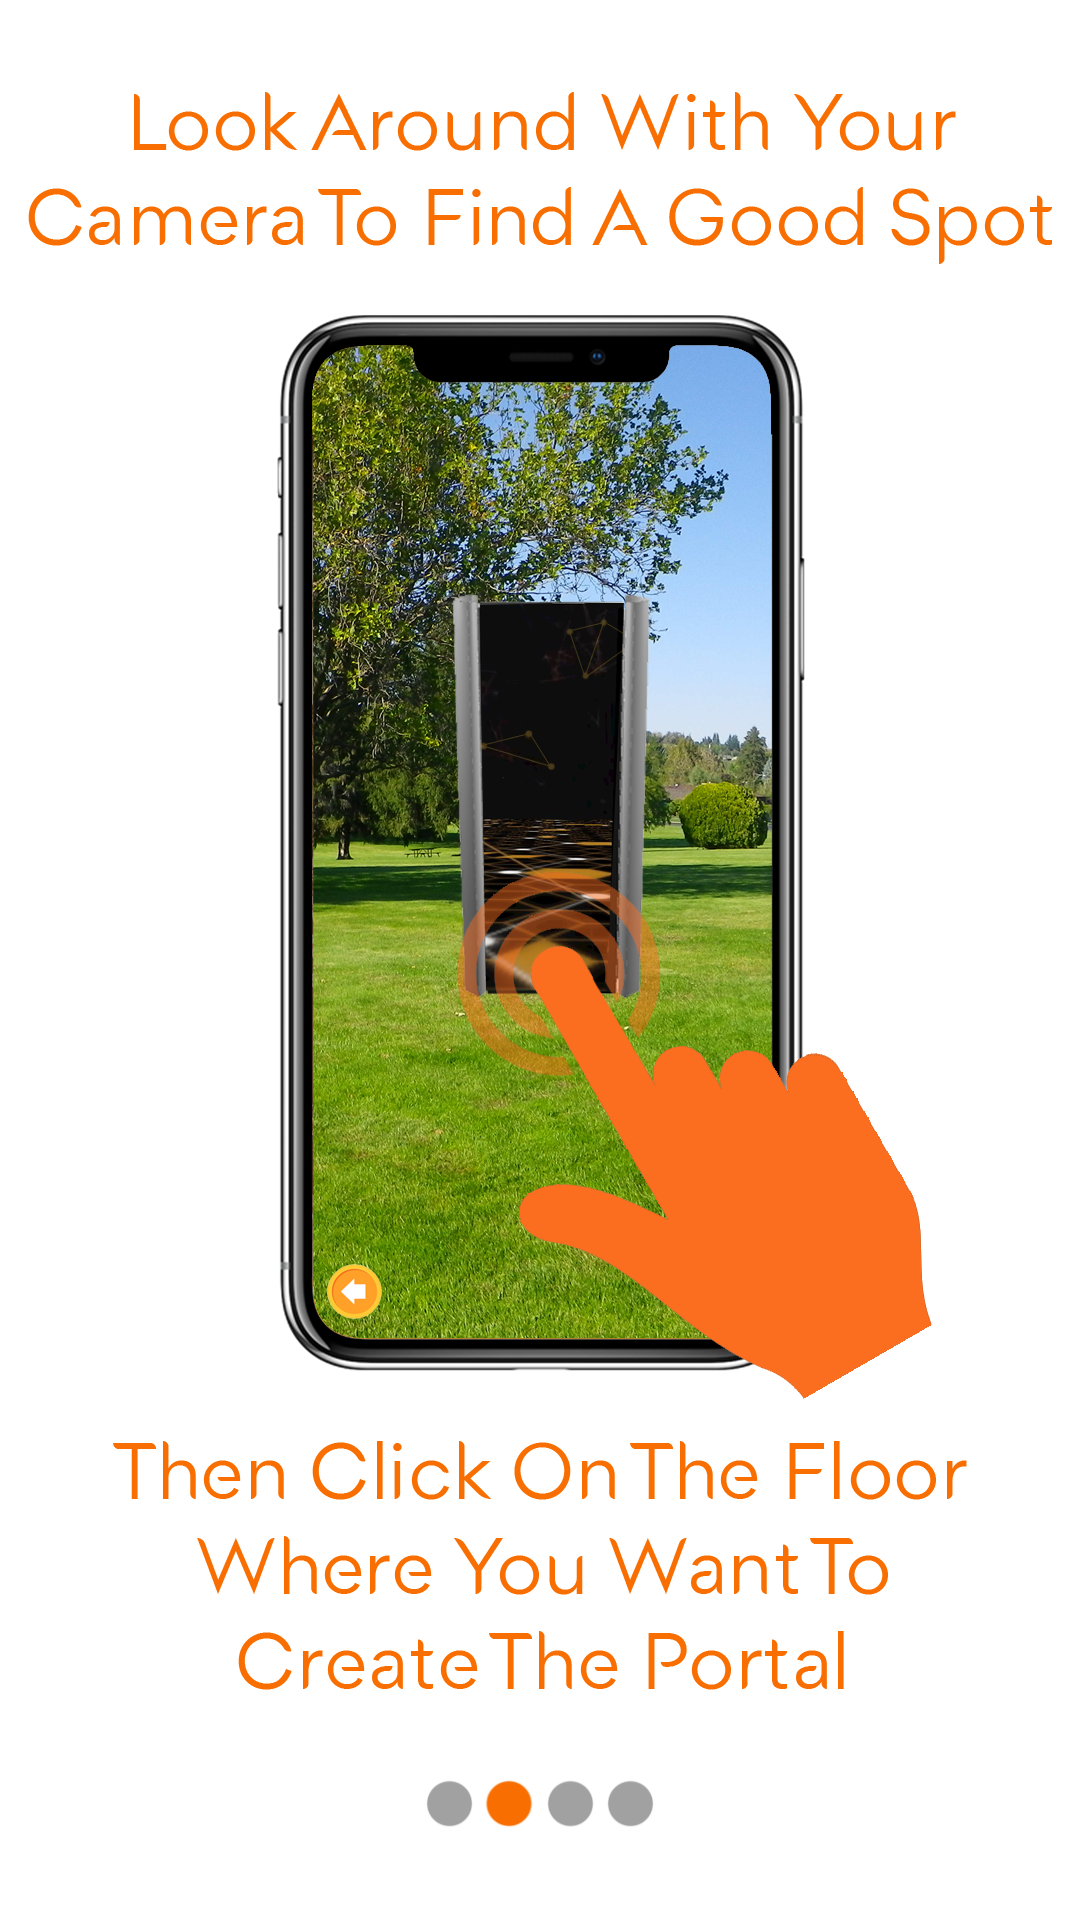 Look Around With Your
Camera To Find A Good Spot
Then Click On The Floor
Where You Want To
Create The Portal